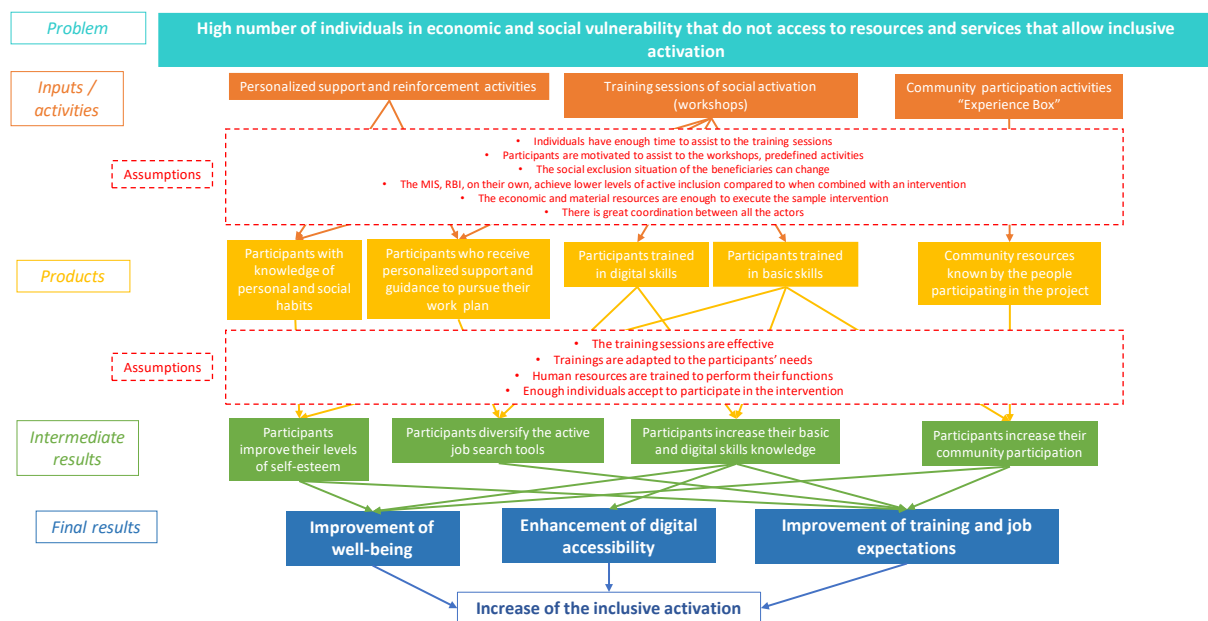 Problem
High number of individuals in economic and social vulnerability that do not access to resources and services that allow inclusive
activation
Inputs /
activities
Personalized support and reinforcement activities
Training sessions of social activation
(workshops)
Community participation activities
“Experience Box”
Assumptions
• Individuals have enough time to assist to the training sessions
• Participants are motivated to assist to the workshops, predefined activities
• The social exclusion situation of the beneficiaries can change
• The MIS, RBI, on their own, achieve lower levels of active inclusion compared to when combined with an intervention
• The economic and material resources are enough to execute the sample intervention
• There is great coordination between all the actors
Products
Participants with
knowledge of
personal and social
habits
Participants who receive
personalized support and
guidance to pursue their
work plan
Participants trained
in digital skills
Participants trained
in basic skills
Community resources
known by the people
participating in the project
Assumptions
• The training sessions are effective
• Trainings are adapted to the participants’ needs
• Human resources are trained to perform their functions
• Enough individuals accept to participate in the intervention
Intermediate
results
Participants
improve their levels
of self-esteem
Participants diversify the active
job search tools
Participants increase their basic
and digital skills knowledge
Participants increase their
community participation
Final results
Improvement of
well-being
Enhancement of digital
accessibility
Improvement of training and job
expectations
Increase of the inclusive activation